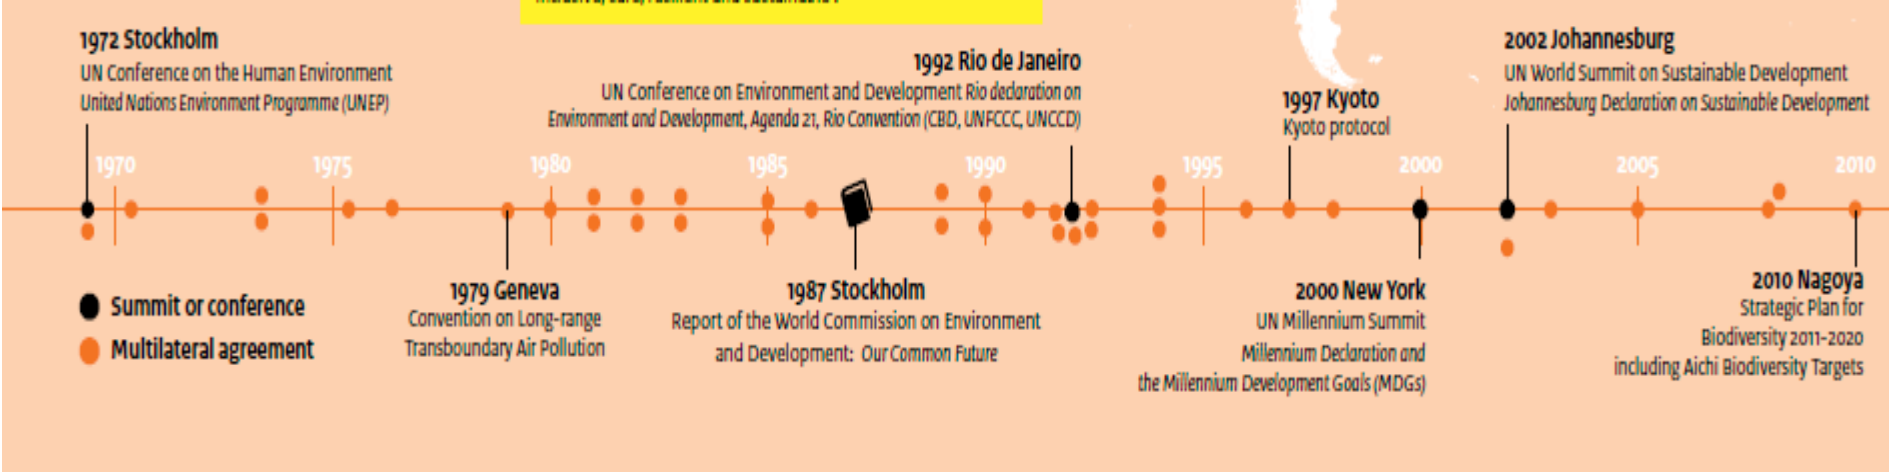 1972 Stockholm
UN Conference on the Human Environment
United Nations Environment Programme (UNEP)
1992 Rio de Janeiro
UN Conference on Environment and Development Rio declaration on
Environment and Development, Agenda 21, Rio Convention (CBD, UNFCCC, UNCCD)
1997 Kyoto
Kyoto protocol
2002 Johannesburg
UN World Summit on Sustainable Development
Johannesburg Declaration on Sustainable Development
1970 1975 1980 1985 1990 1995 2000 2005 2010
Summit or conference
Multilateral agreement
1979 Geneva
Convention on Long-range
Transboundary Air Pollution
1987 Stockholm
Report of the World Commission on Environment
and Development: Our Common Future
2000 New York
UN Millennium Summit
Millennium Declaration and
the Millennium Development Goals (MDGs)
2010 Nagoya
Strategic Plan for
Biodiversity 2011-2020
including Aichi Biodiversity Targets